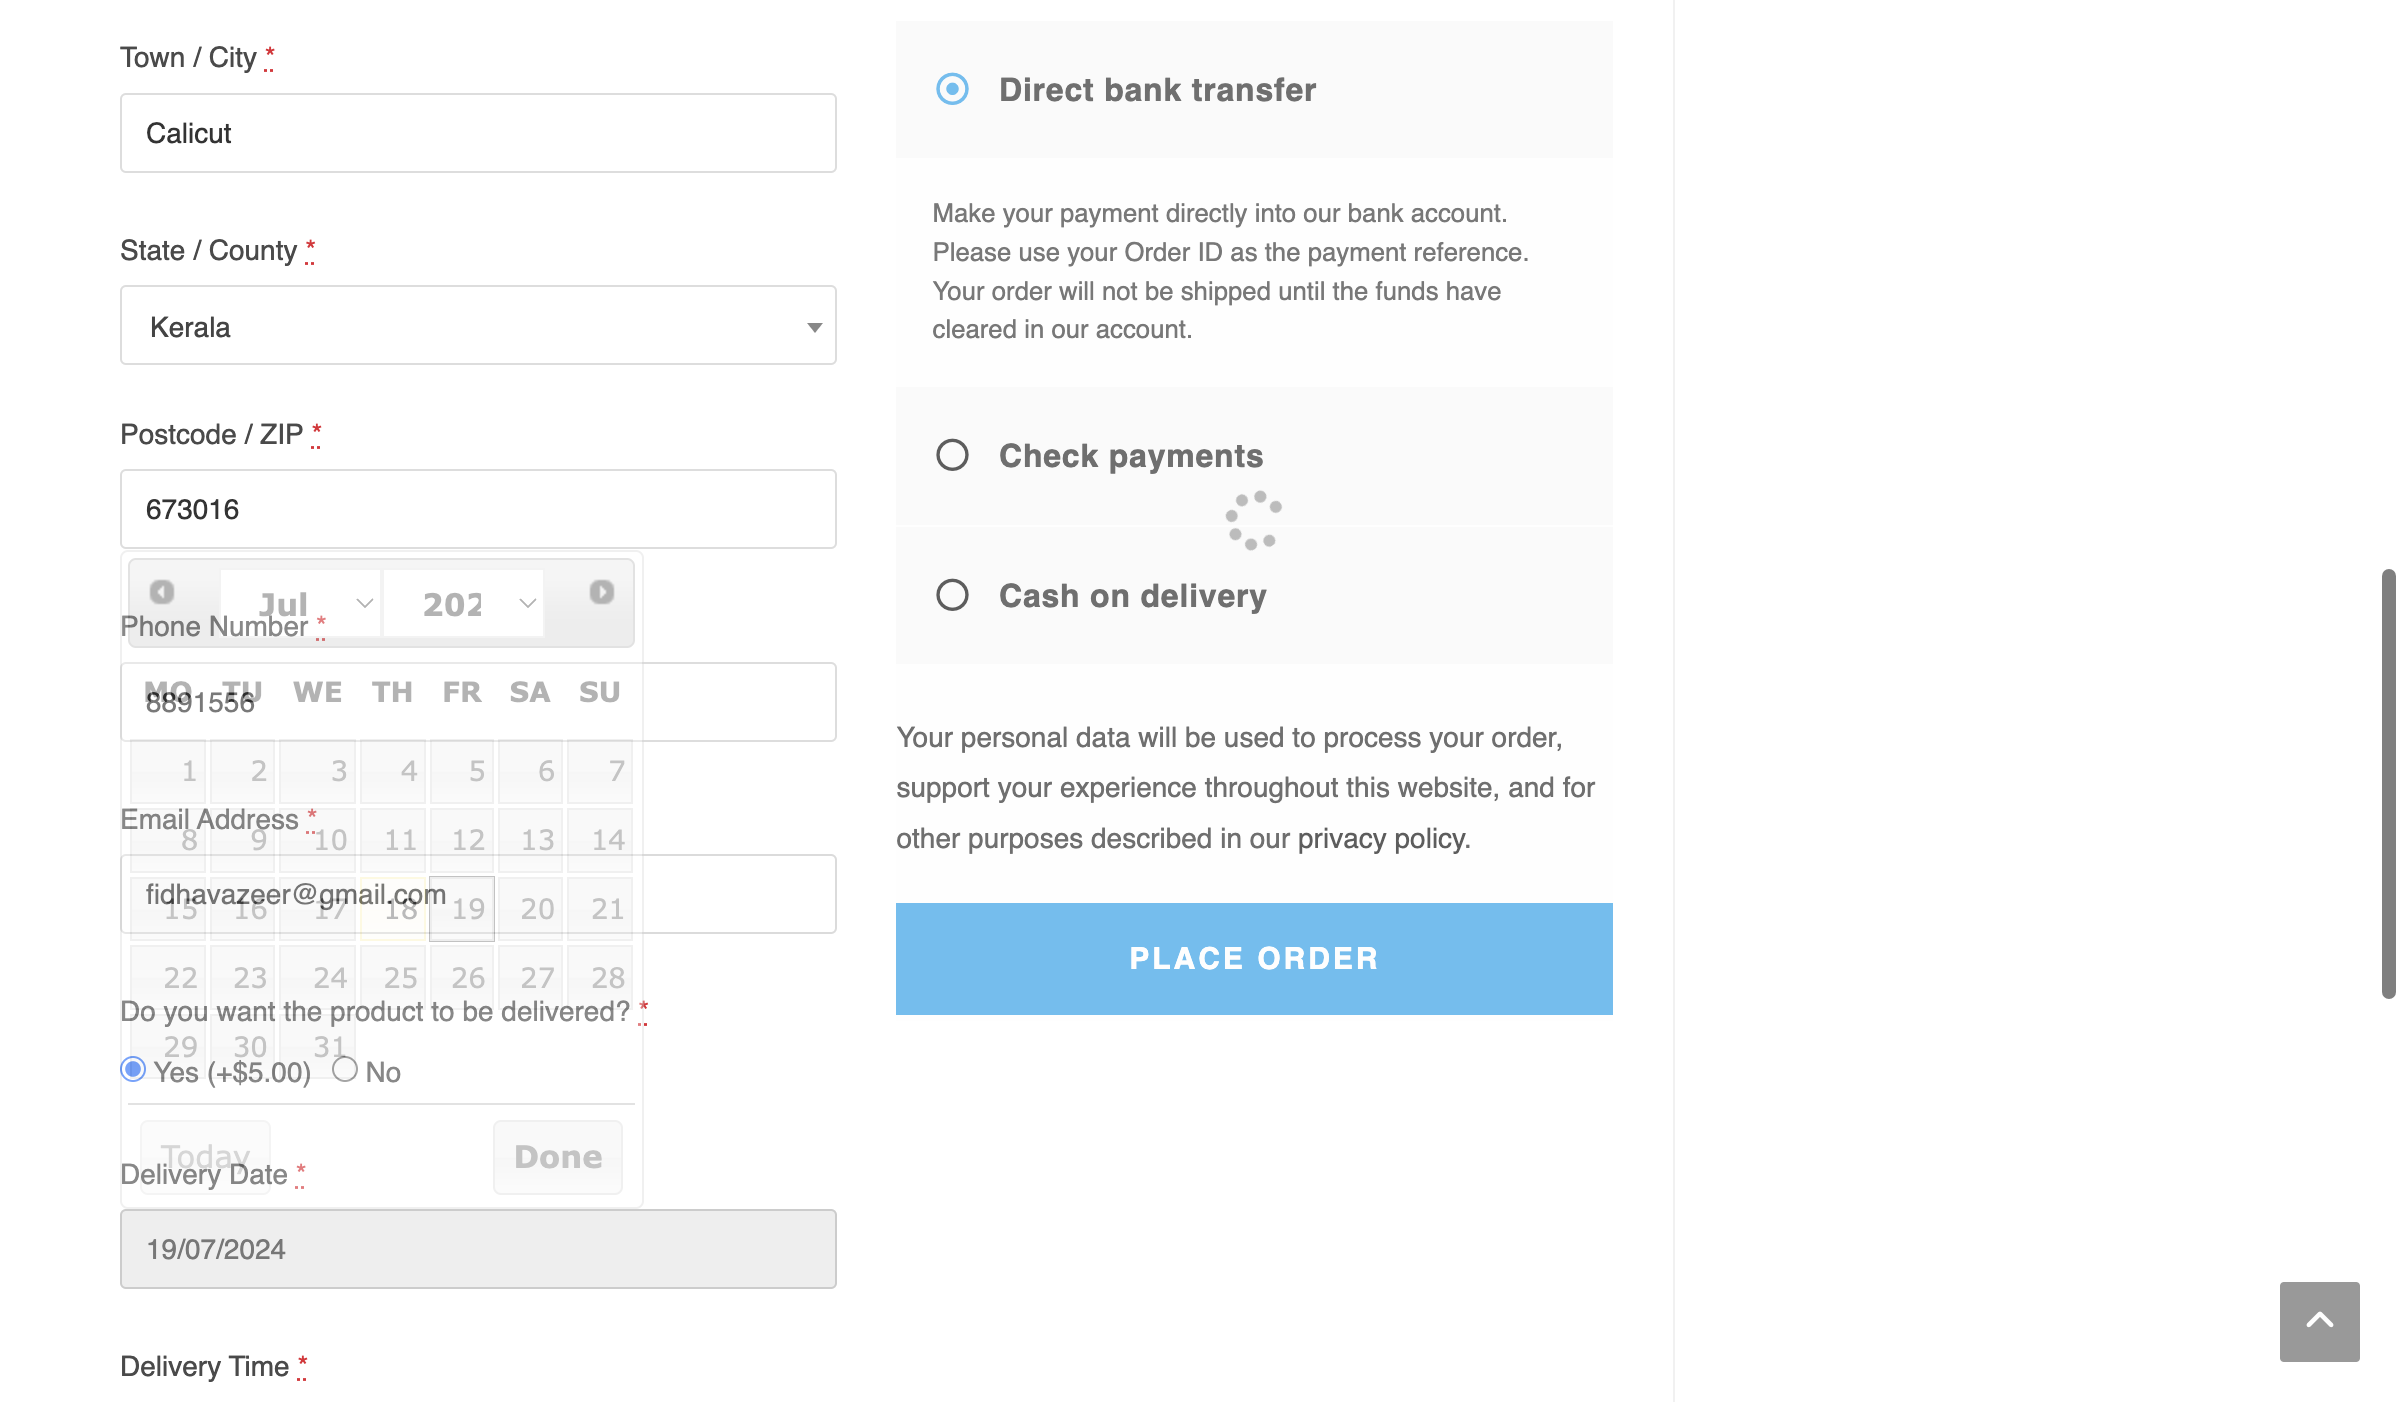 Town / City *
Calicut
State / County *
Kerala
Postcode / ZIP *
673016
Jul 202
Phone Number *
MO TU WE TH FR SA SU
8891556
1 2 3 4 5 6 7
Email Address *
8 9 10 11 12 13 14
fidhavazeer@gmail.com
15 16 17 18 19 20 21
22 23 24 25 26 27 28
Do you want the product to be delivered? *
29 30 31
Yes (+$5.00) No
Today Done
Delivery Date *
19/07/2024
Delivery Time *
Direct bank transfer
Make your payment directly into our bank account.
Please use your Order ID as the payment reference.
Your order will not be shipped until the funds have
cleared in our account.
Check payments
Cash on delivery
Your personal data will be used to process your order,
support your experience throughout this website, and for
other purposes described in our privacy policy.
PLACE ORDER